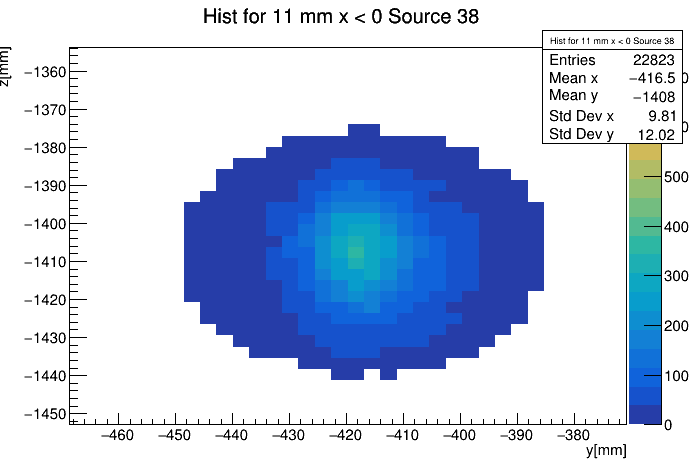 Hist for 11 mm x < 0 Source 38
z[mm]
Hist for 11 mm x < 0 Source 38
Entries 22823
Mean x −416.5
Mean y −1408
Std Dev x 9.81
Std Dev y 12.02
−1360
−1370
−1380
−1390
−1400
−1410
−1420
−1430
−1440
−1450
−460
−450
−440
−430
−420
−410
−400
−390
−380
y[mm]
500
400
300
200
100
0